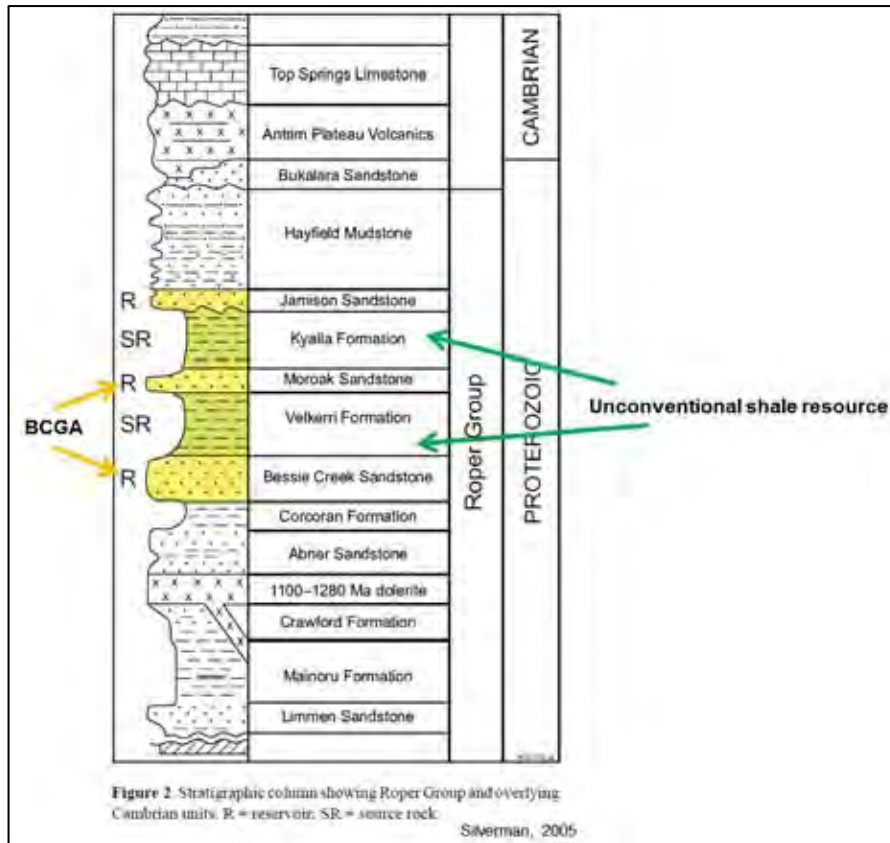 Top Springs Limestone
Antrim Plateau Volcanics
Bukalara Sandstone
Hayfield Mudstone
R Jamison Sandstone
SR Kyalla Formation
R Moroak Sandstone
SR Velkerri Formation
R Bessie Creek Sandstone
Corcoran Formation
Abner Sandstone
1100–1280 Ma dolerite
Crawford Formation
Mainoru Formation
Limmen Sandstone
CAMBRIAN
Roper Group
PROTEROZOIC
BCGA
Unconventional shale resource
Figure 2. Stratigraphic column showing Roper Group and overlying
Cambrian units. R = reservoir. SR = source rock
Silverman, 2005